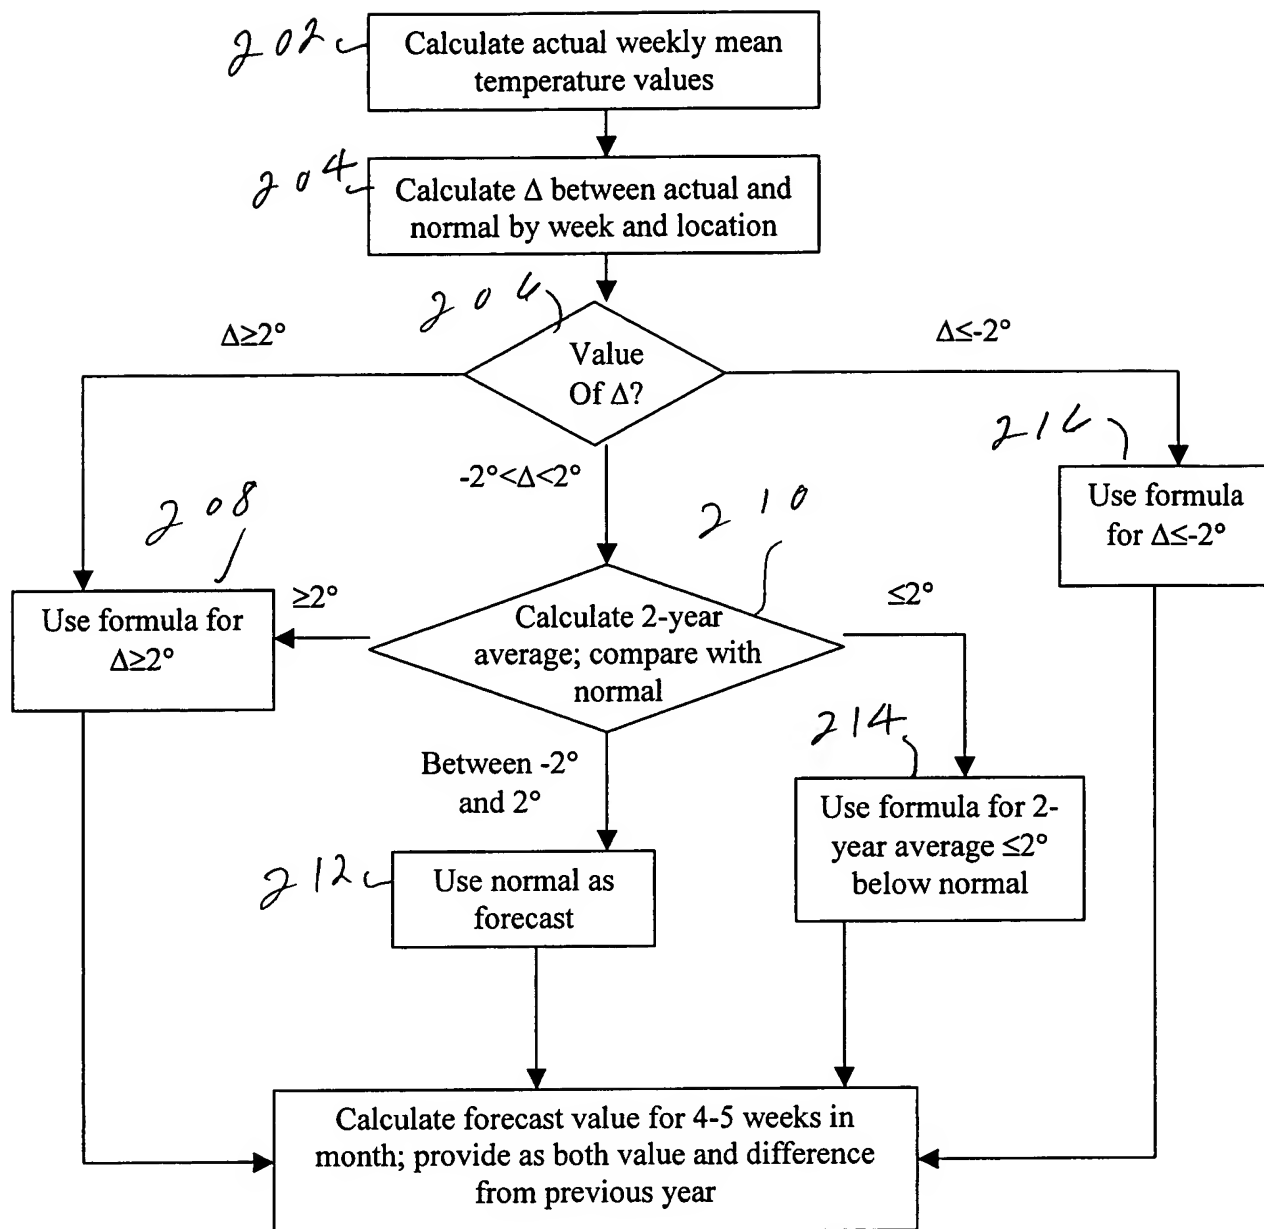 202
Calculate actual weekly mean
temperature values
204
Calculate Δ between actual and
normal by week and location
206
Δ≥2°
Δ≤-2°
Value
Of Δ?
216
-2°<Δ<2°
Use formula
for Δ≤-2°
208
210
≥2°
≤2°
Use formula for
Δ≥2°
Calculate 2-year
average; compare with
normal
214
Between -2°
and 2°
Use formula for 2-
year average ≤2°
below normal
212
Use normal as
forecast
Calculate forecast value for 4-5 weeks in
month; provide as both value and difference
from previous year